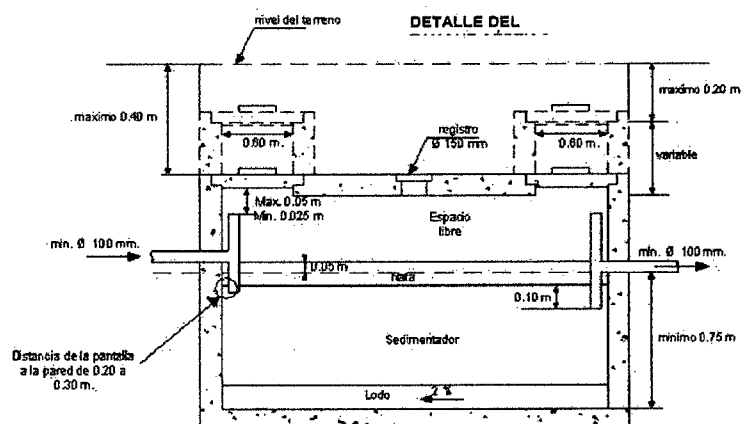 nivel del terreno
DETALLE DEL
maximo 0.40 m
maximo 0.20 m
0.60 m.
registro
Ø 150 mm
0.60 m.
variable
Max. 0.05 m
Min. 0.025 m
Espacio
libre
min. Ø 100 mm.
min. Ø 100 mm.
0.05 m
Nata
0.10 m
Sedimentador
minimo 0.75 m
Distancia de la pantalla
a la pared de 0.20 a
0.30 m.
Lodo
2 %